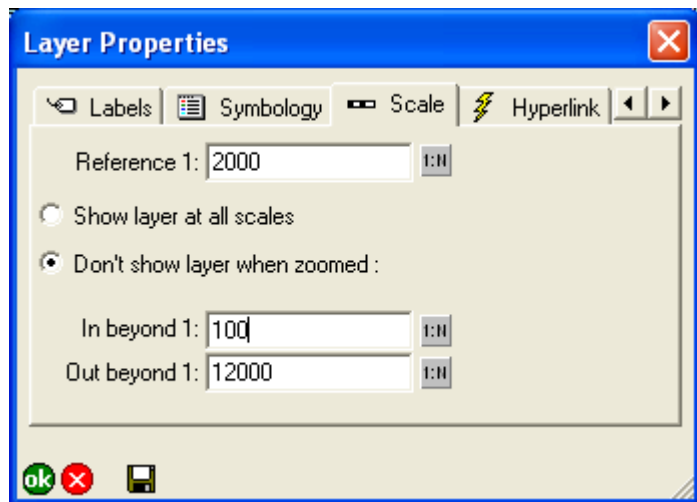 Layer Properties
Labels Symbology Scale Hyperlink
Reference 1: 2000 1:N
Show layer at all scales
Don't show layer when zoomed :
In beyond 1: 100 1:N
Out beyond 1: 12000 1:N
ok